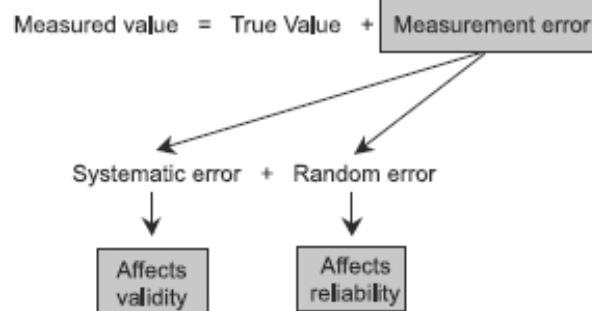 Measured value = True Value + Measurement error
Systematic error + Random error
Affects
validity
Affects
reliability